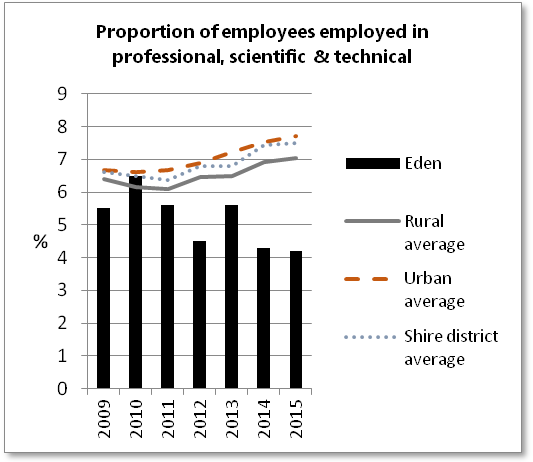 Proportion of employees employed in
professional, scientific & technical
9
8
7
6
5
4
3
2
1
0
%
2009
2010
2011
2012
2013
2014
2015
Eden
Rural
average
Urban
average
Shire district
average